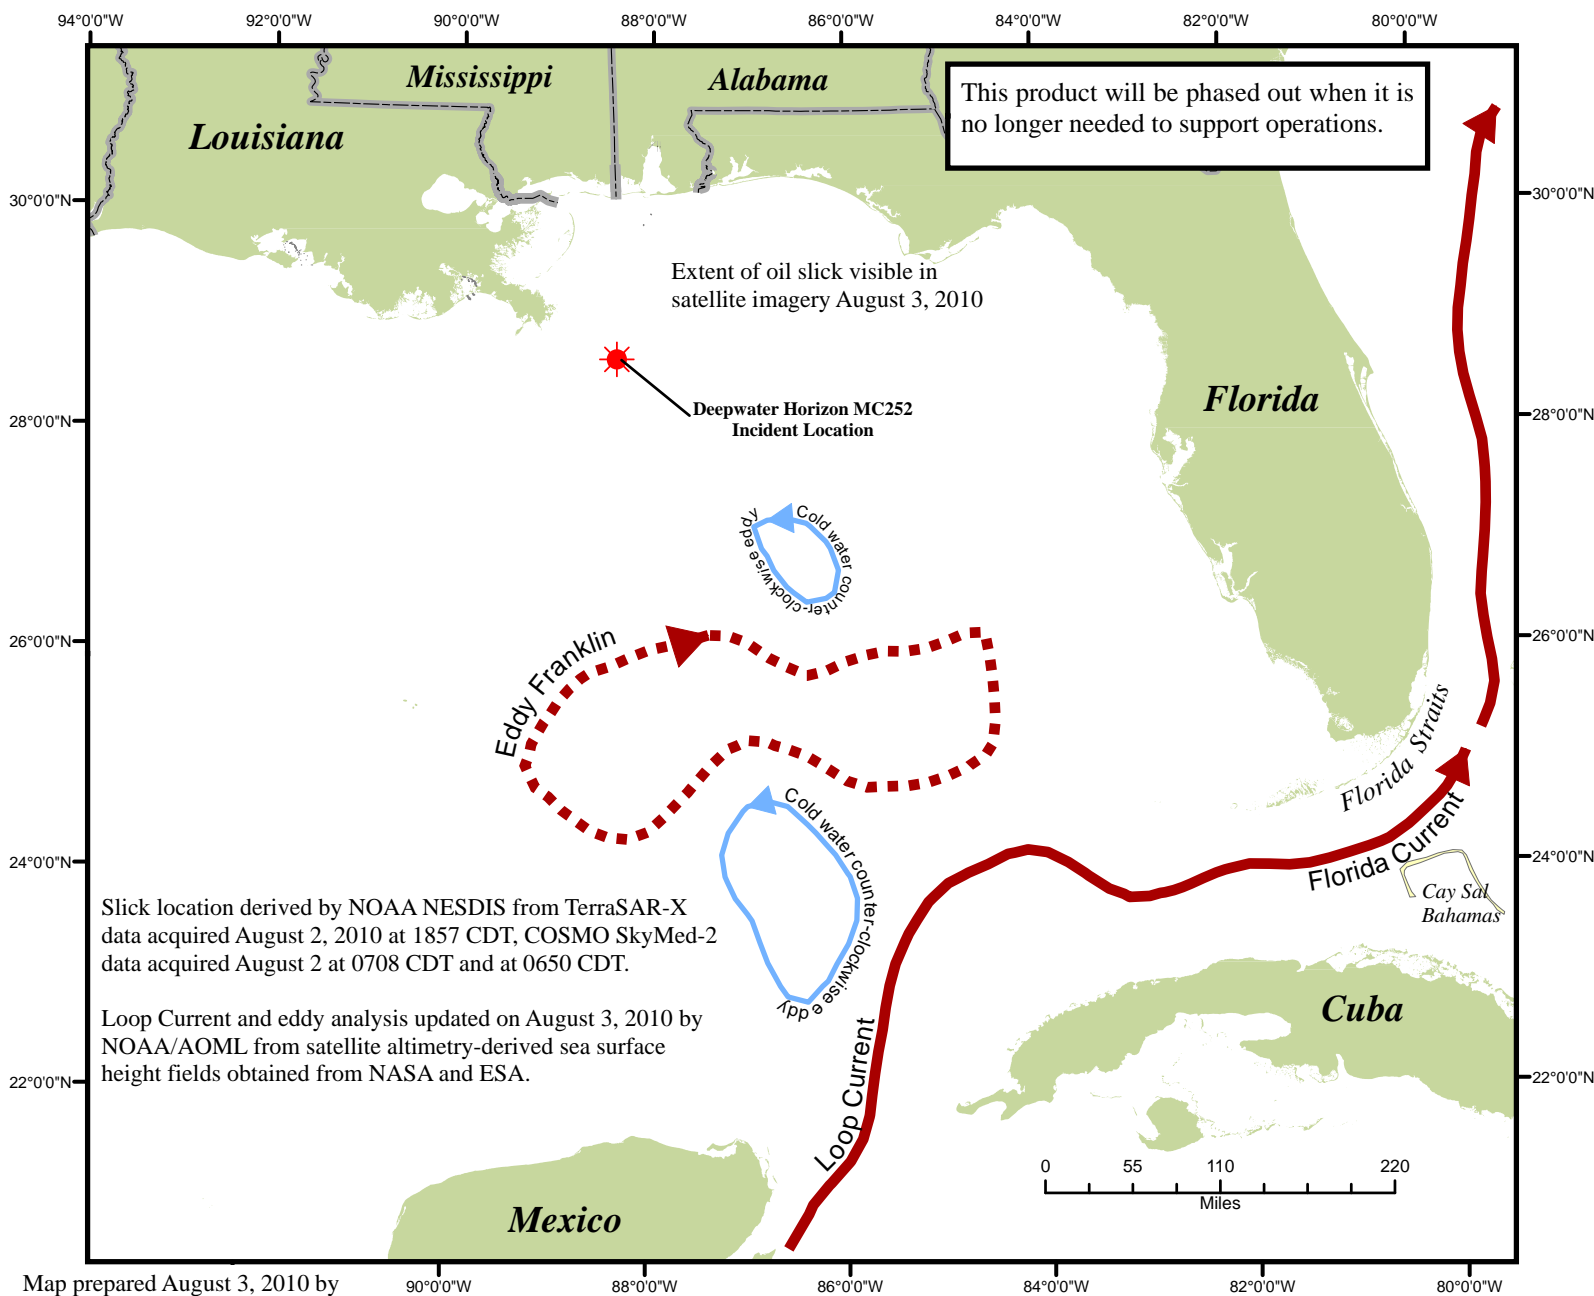 94°0'0"W
92°0'0"W
90°0'0"W
88°0'0"W
86°0'0"W
84°0'0"W
82°0'0"W
80°0'0"W
Mississippi
Alabama
Louisiana
This product will be phased out when it is
no longer needed to support operations.
30°0'0"N
30°0'0"N
Extent of oil slick visible in
satellite imagery August 3, 2010
Deepwater Horizon MC252
Incident Location
Florida
28°0'0"N
28°0'0"N
Cold water counter-clockwise eddy
26°0'0"N
26°0'0"N
Eddy Franklin
Florida Straits
Florida Current
Cold water counter-clockwise e ddy
24°0'0"N
24°0'0"N
Cay Sal
Bahamas
Slick location derived by NOAA NESDIS from TerraSAR-X
data acquired August 2, 2010 at 1857 CDT, COSMO SkyMed-2
data acquired August 2 at 0708 CDT and at 0650 CDT.
Loop Current and eddy analysis updated on August 3, 2010 by
NOAA/AOML from satellite altimetry-derived sea surface
height fields obtained from NASA and ESA.
Cuba
Loop Current
22°0'0"N
22°0'0"N
0 55 110 220
Miles
Mexico
Map prepared August 3, 2010 by
90°0'0"W
88°0'0"W
86°0'0"W
84°0'0"W
82°0'0"W
80°0'0"W